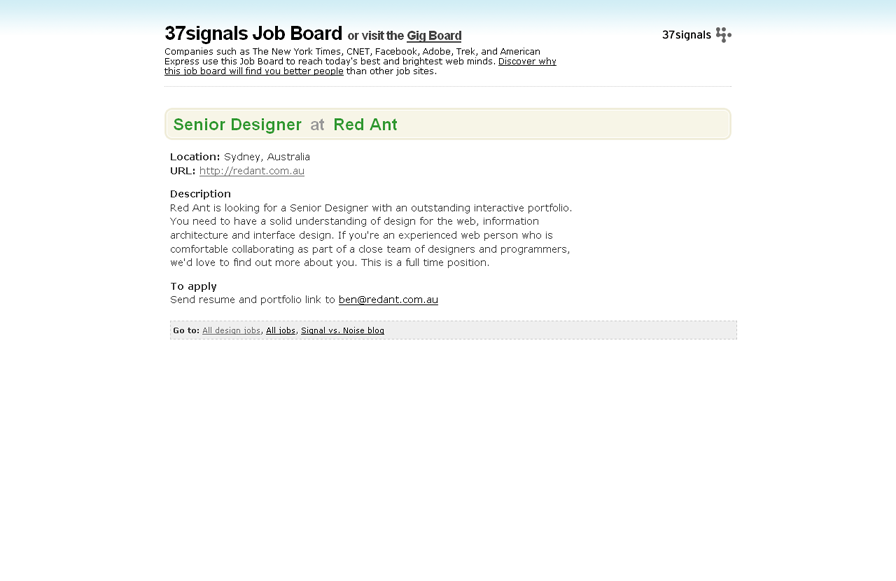 37signals Job Board or visit the Gig Board
37signals
Companies such as The New York Times, CNET, Facebook, Adobe, Trek, and American
Express use this Job Board to reach today's best and brightest web minds. Discover why
this job board will find you better people than other job sites.
Senior Designer at Red Ant
Location: Sydney, Australia
URL: http://redant.com.au
Description
Red Ant is looking for a Senior Designer with an outstanding interactive portfolio.
You need to have a solid understanding of design for the web, information
architecture and interface design. If you're an experienced web person who is
comfortable collaborating as part of a close team of designers and programmers,
we'd love to find out more about you. This is a full time position.
To apply
Send resume and portfolio link to ben@redant.com.au
Go to: All design jobs, All jobs, Signal vs. Noise blog